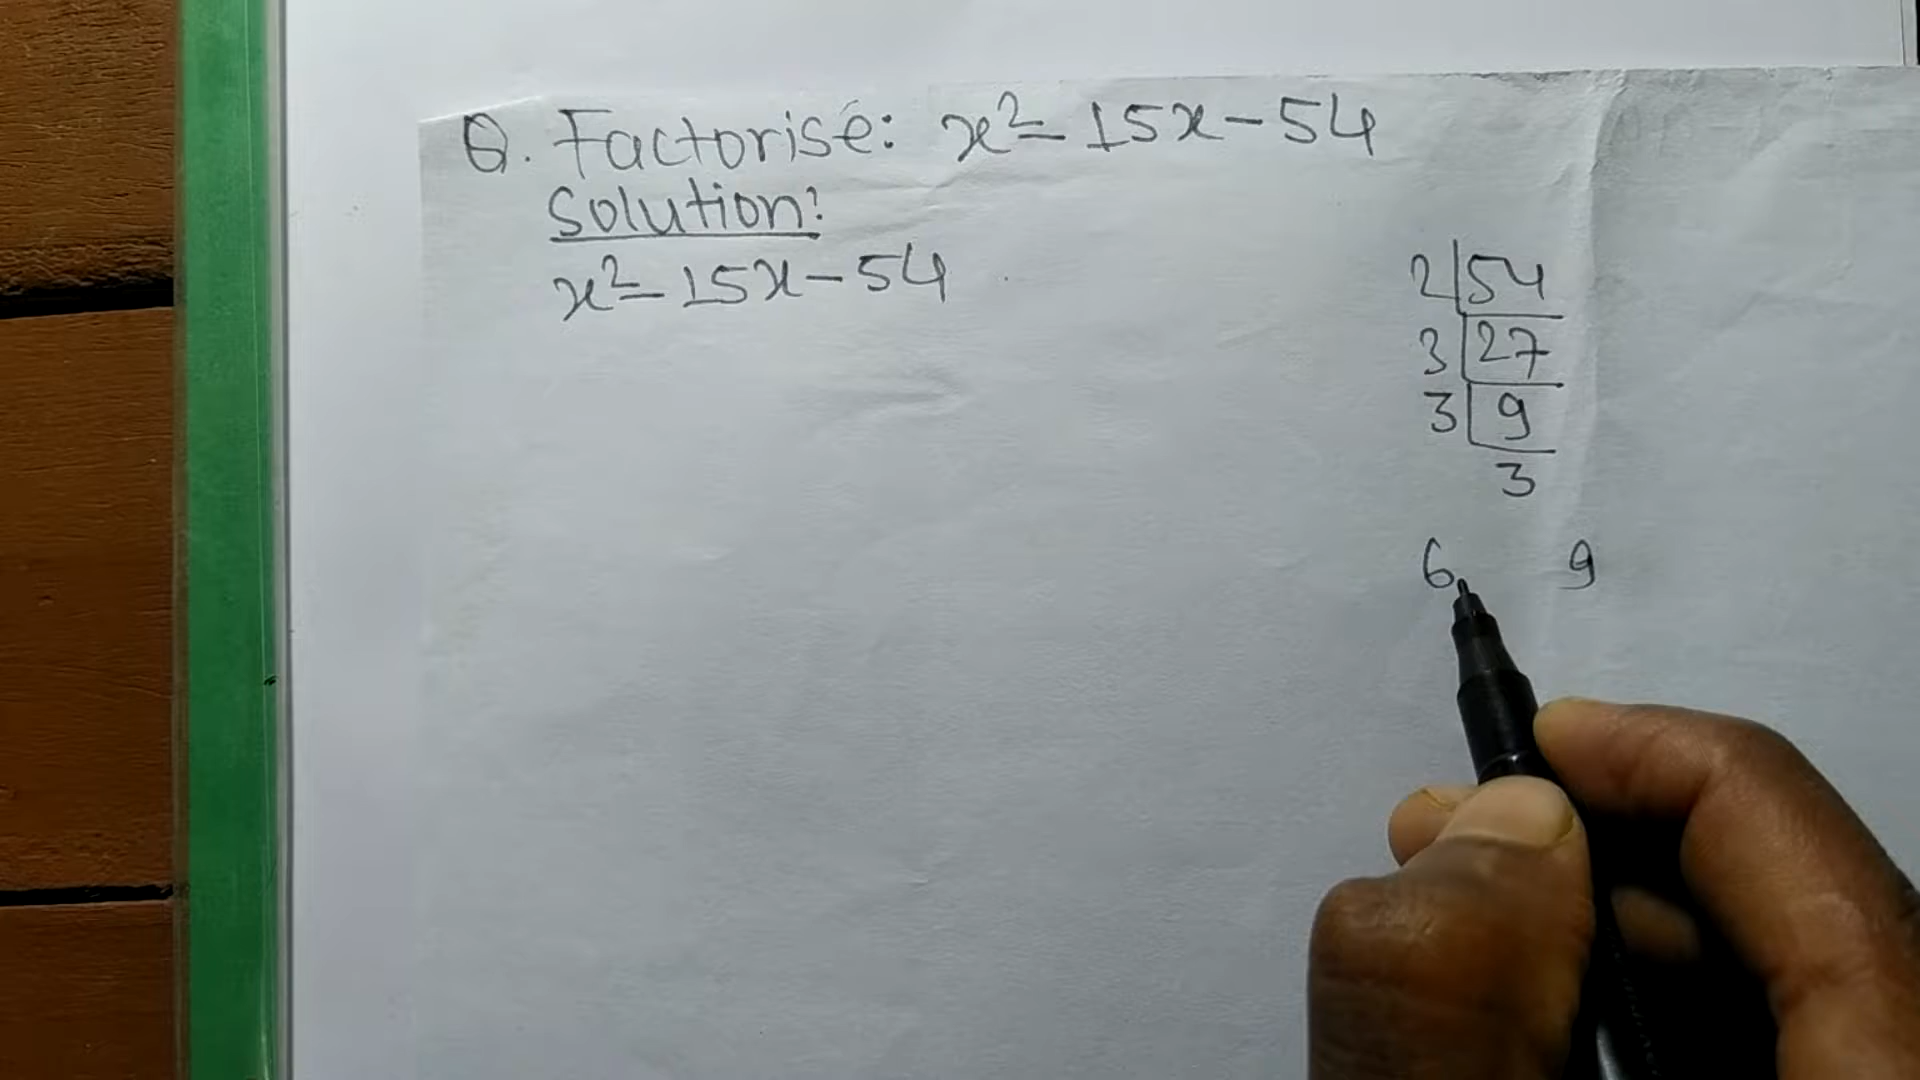 Q. Factorise: x²-15x-54
Solution:
x²-15x-54
2 54
3 27
3 9
3
6 9